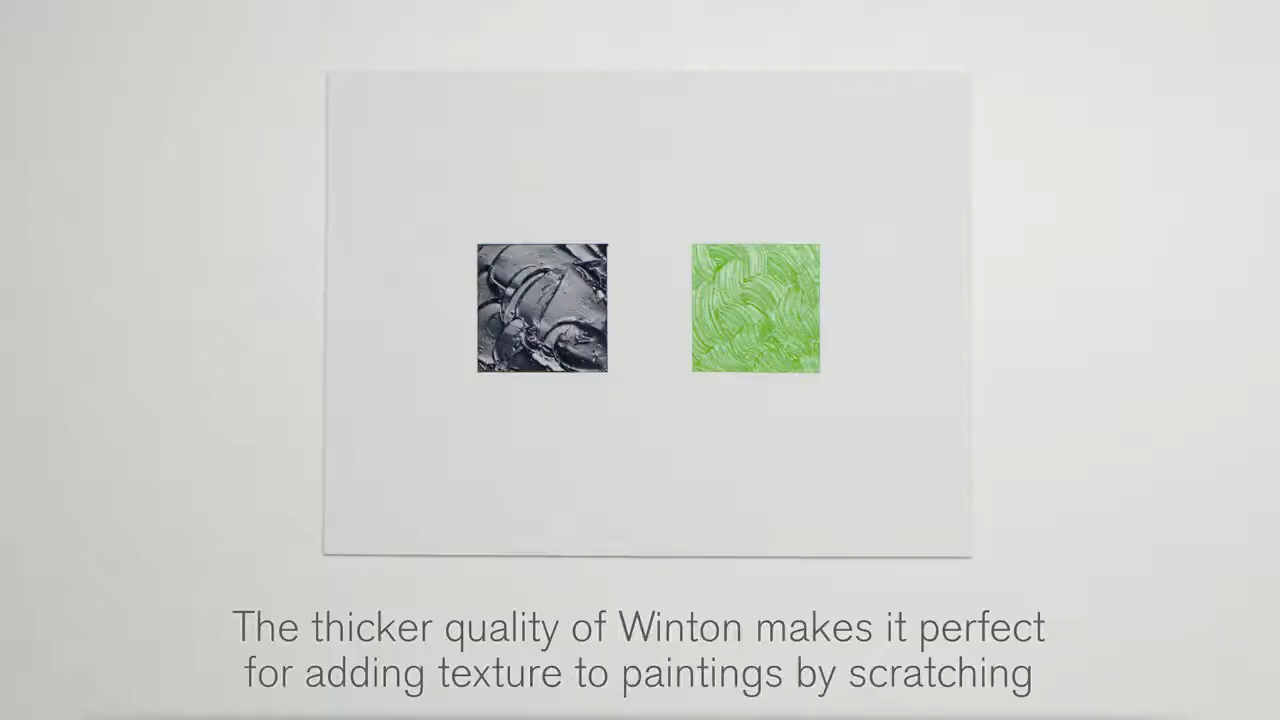 The thicker quality of Winton makes it perfect
for adding texture to paintings by scratching